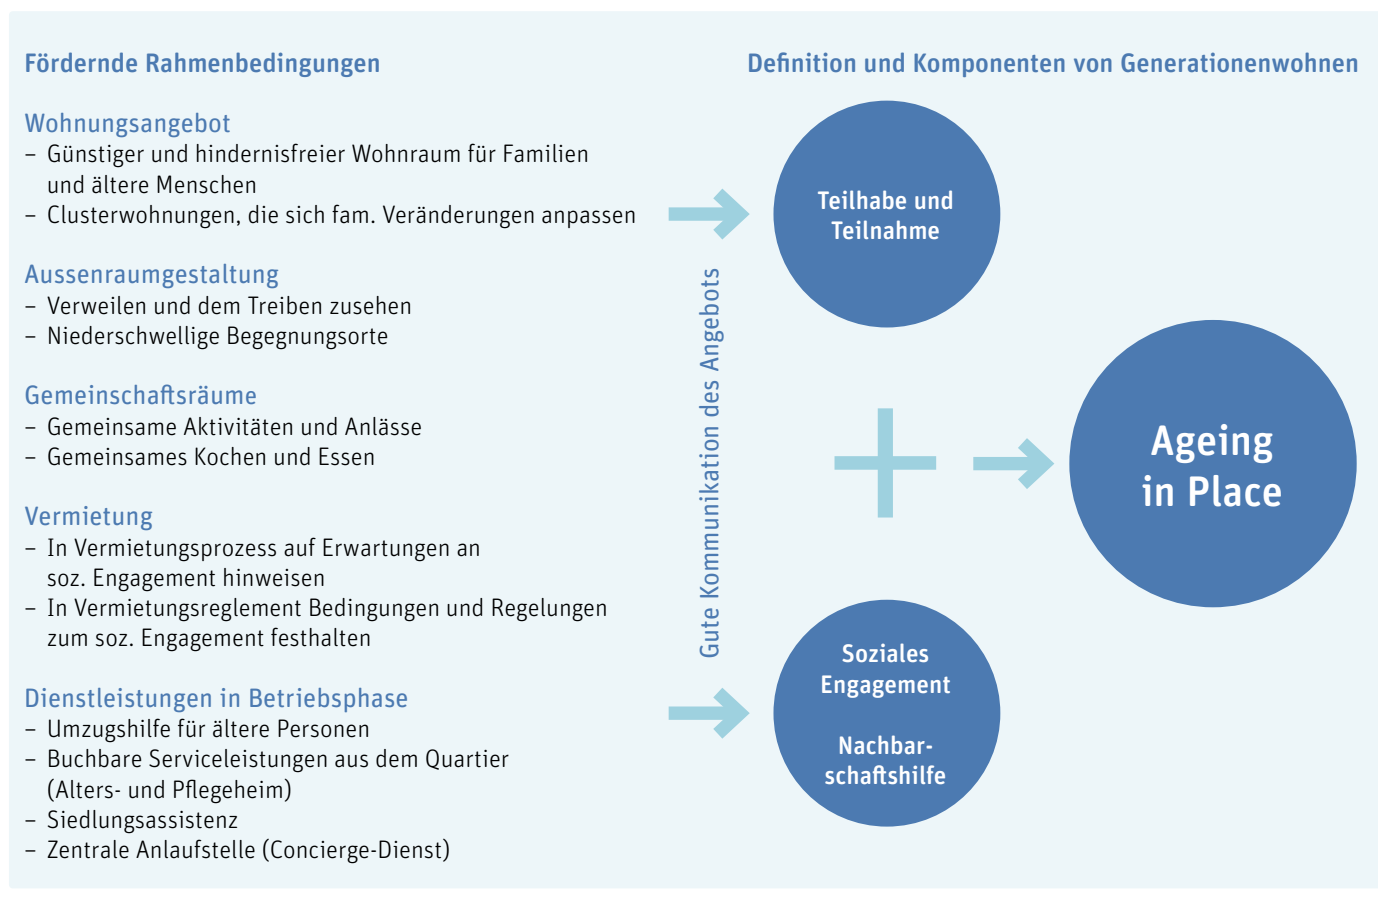 Fördernde Rahmenbedingungen
Wohnungsangebot
– Günstiger und hindernisfreier Wohnraum für Familien
und ältere Menschen
– Clusterwohnungen, die sich fam. Veränderungen anpassen
Aussenraumgestaltung
– Verweilen und dem Treiben zusehen
– Niederschwellige Begegnungsorte
Gemeinschaftsräume
– Gemeinsame Aktivitäten und Anlässe
– Gemeinsames Kochen und Essen
Vermietung
– In Vermietungsprozess auf Erwartungen an
soz. Engagement hinweisen
– In Vermietungsreglement Bedingungen und Regelungen
zum soz. Engagement festhalten
Dienstleistungen in Betriebsphase
– Umzugshilfe für ältere Personen
– Buchbare Serviceleistungen aus dem Quartier
(Alters- und Pflegeheim)
– Siedlungsassistenz
– Zentrale Anlaufstelle (Concierge-Dienst)
Gute Kommunikation des Angebots
Definition und Komponenten von Generationenwohnen
Teilhabe und
Teilnahme
Soziales
Engagement
Nachbar-
schaftshilfe
Ageing
in Place